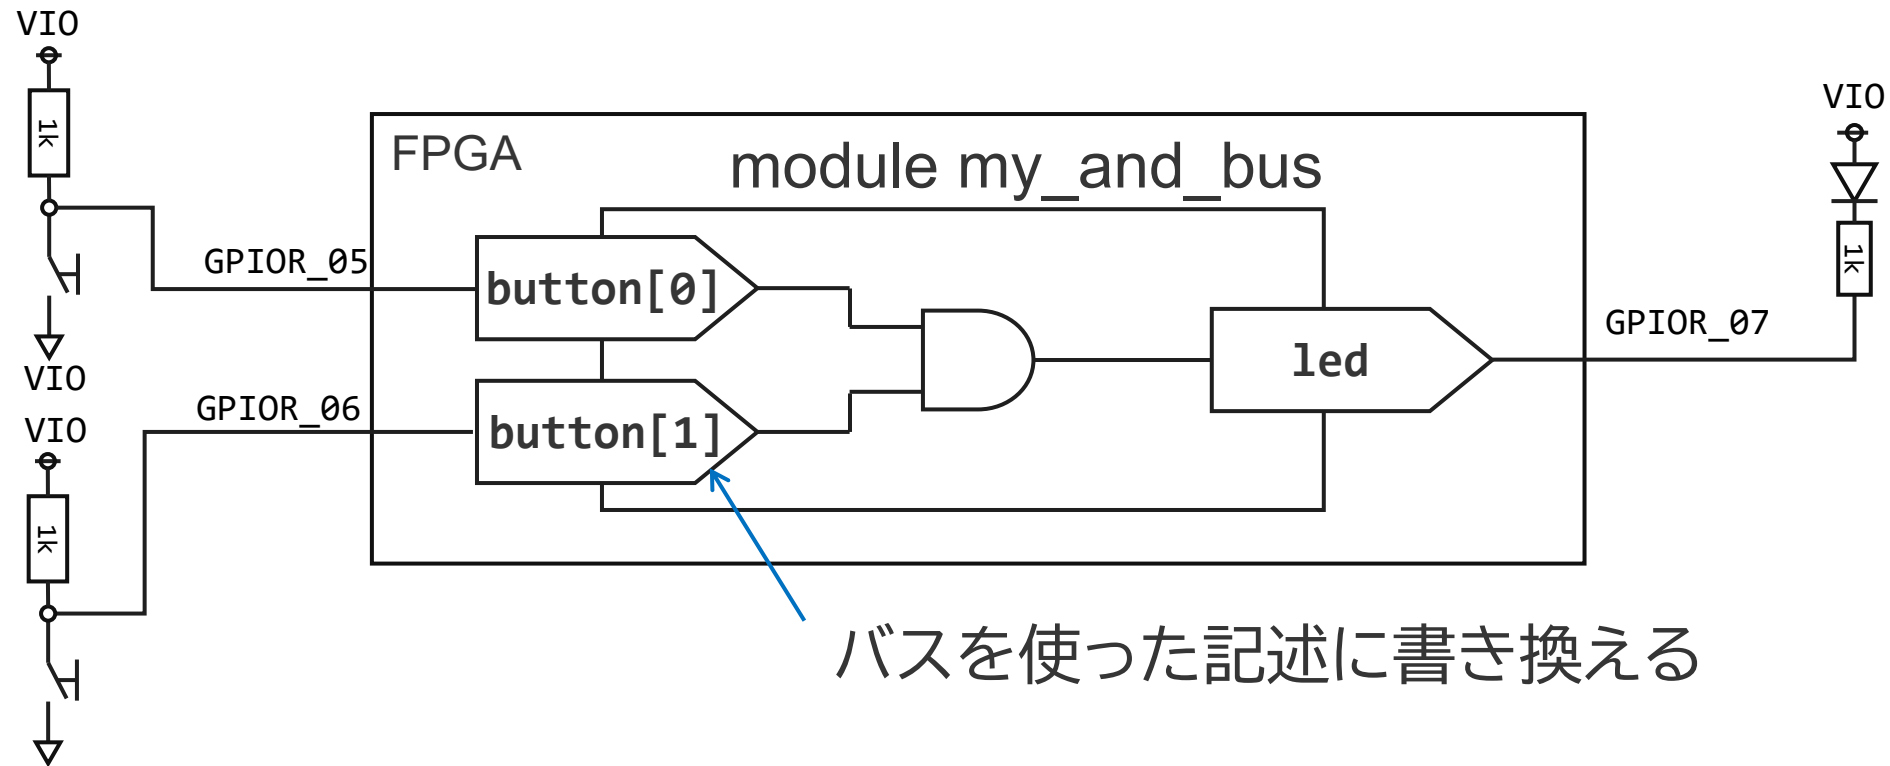 VIO
1k
GPIOR_05
VIO
VIO
1k
GPIOR_06
FPGA
module my_and_bus
button[0]
button[1]
led
GPIOR_07
VIO
1k
バスを使った記述に書き換える